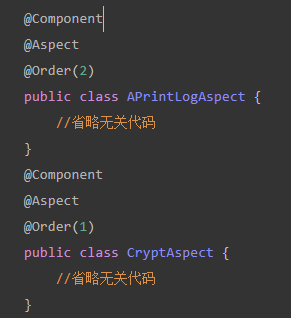 @Component
@Aspect
@Order(2)
public class APrintLogAspect {
//省略无关代码
}
@Component
@Aspect
@Order(1)
public class CryptAspect {
//省略无关代码
}